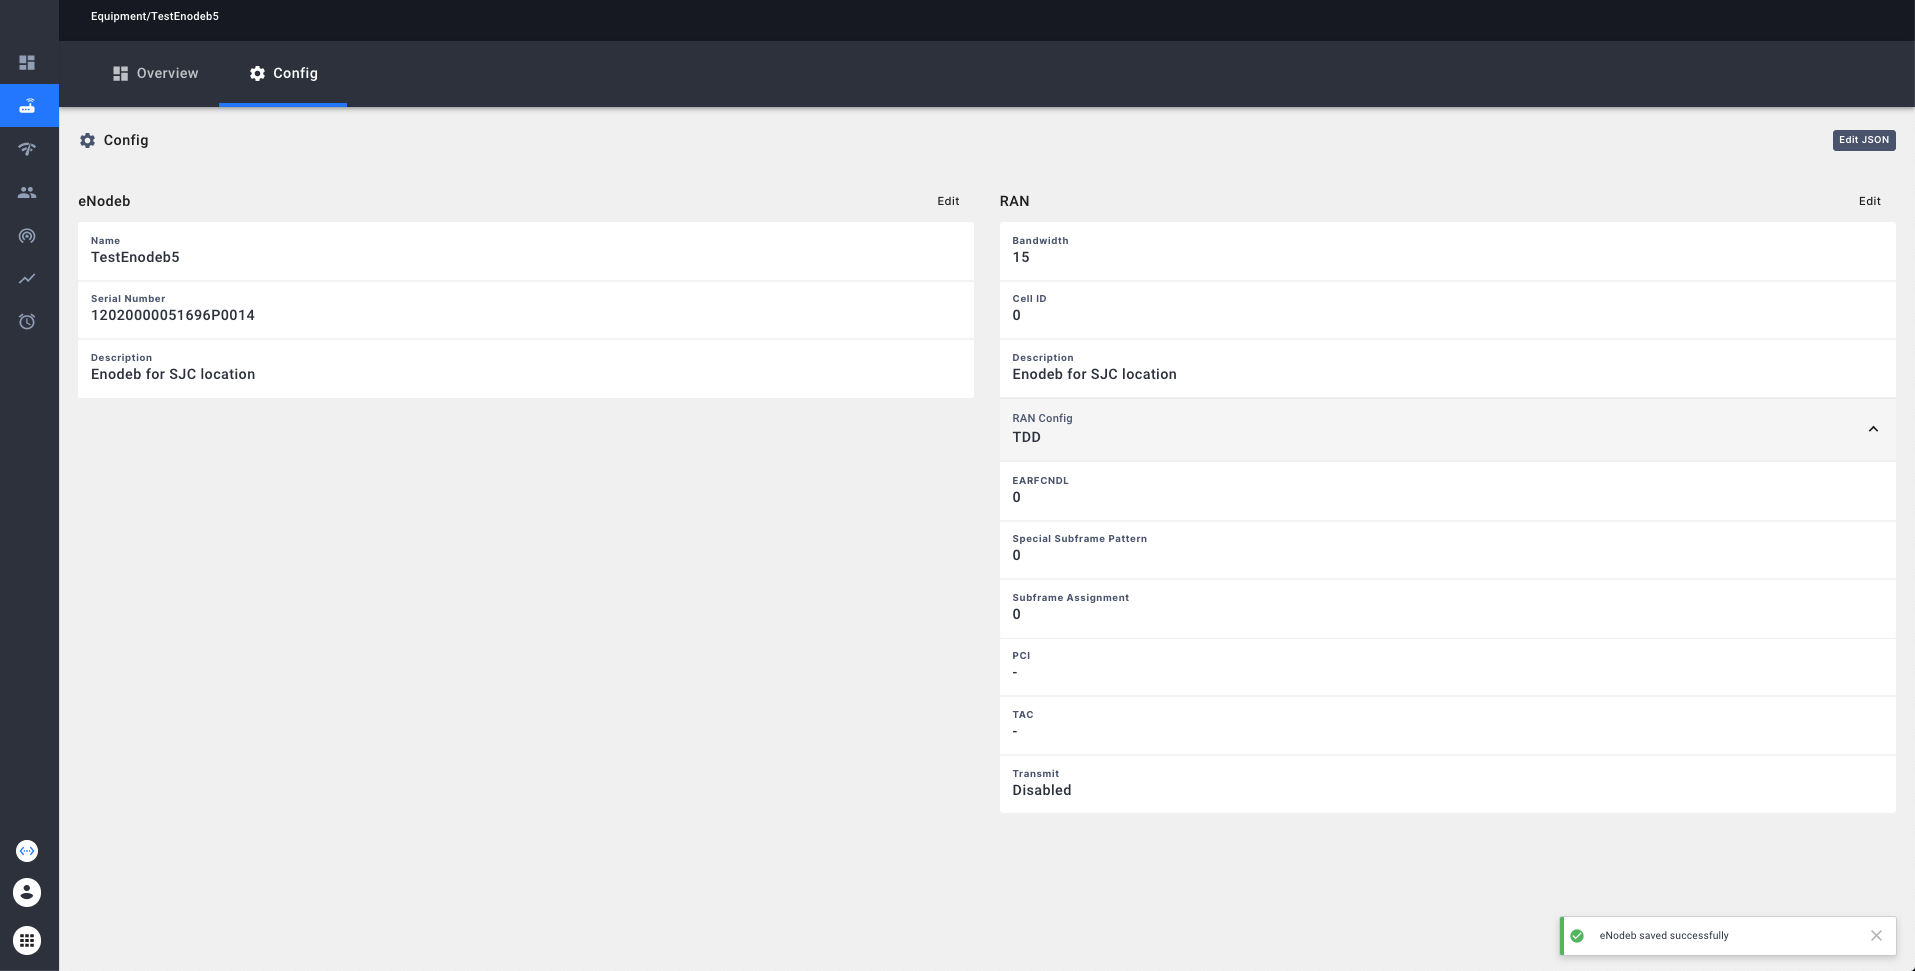 Equipment/TestEnodeb5
Overview
Config
Config
Edit JSON
eNodeb
Edit
Name
TestEnodeb5
Serial Number
12020000051696P0014
Description
Enodeb for SJC location
RAN
Edit
Bandwidth
15
Cell ID
0
Description
Enodeb for SJC location
RAN Config
TDD
EARFCNDL
0
Special Subframe Pattern
0
Subframe Assignment
0
PCI
-
TAC
-
Transmit
Disabled
eNodeb saved successfully